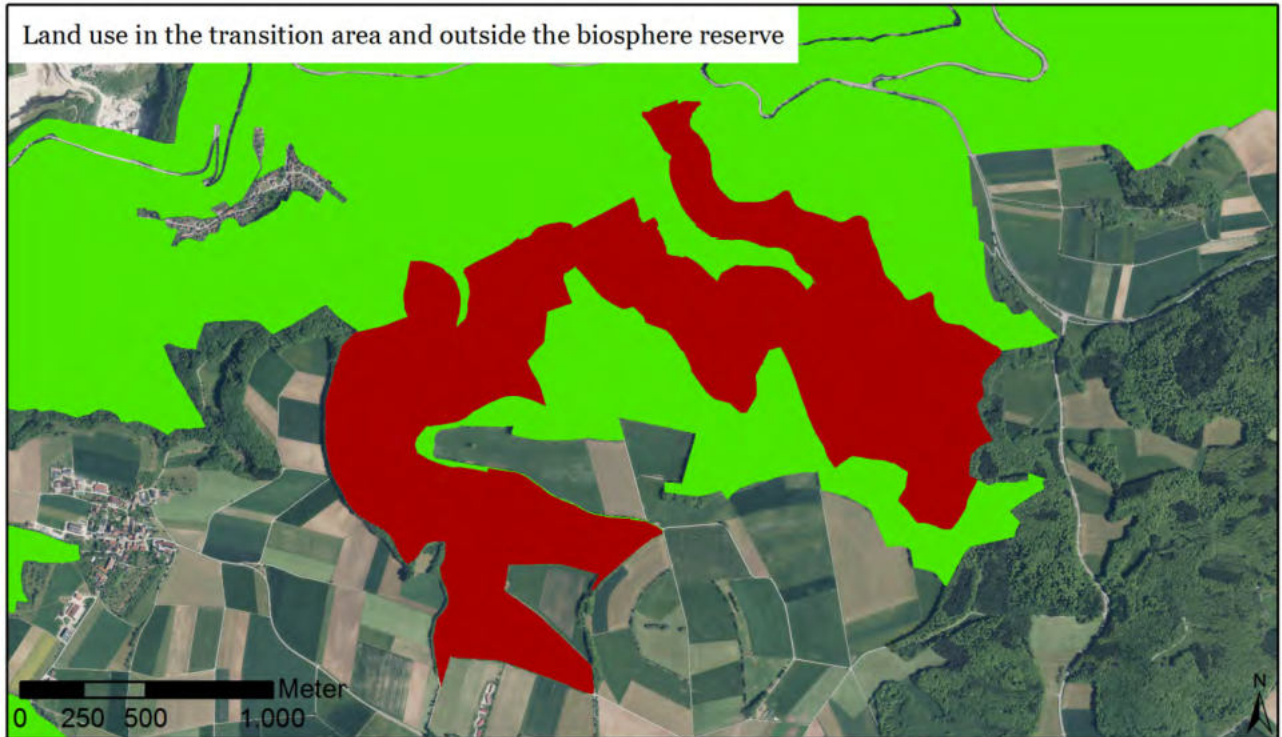 Land use in the transition area and outside the biosphere reserve
Meter
0 250 500 1,000
N